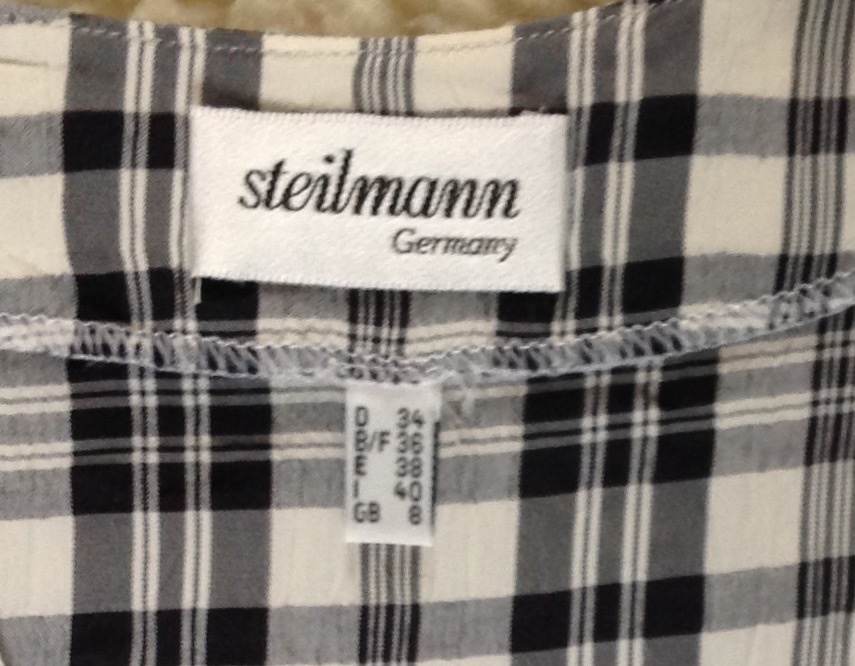 steilmann
Germany
D 34
B/F 36
E 38
I 40
GB 8